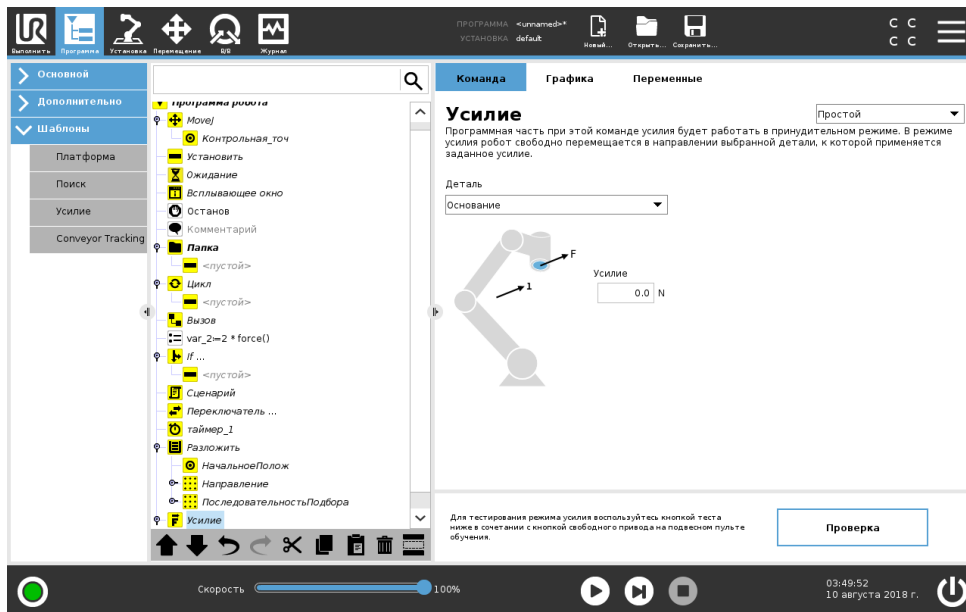 Выполнить
Программа
Установка
Перемещение
В/В
Журнал
ПРОГРАММА <unnamed>*
УСТАНОВКА default
Новый...
Открыть...
Сохранить...
C C
C C
Основной
Дополнительно
Шаблоны
Платформа
Поиск
Усилие
Conveyor Tracking
Программа робота
MoveJ
Контрольная_точ
Установить
Ожидание
Всплывающее окно
Останов
Комментарий
Папка
<пустой>
Цикл
<пустой>
Вызов
var_2≔2 * force()
If ...
<пустой>
Сценарий
Переключатель ...
таймер_1
Разложить
НачальноеПолож
Направление
ПоследовательностьПодбора
Усилие
Команда
Графика
Переменные
Усилие
Простой
Программная часть при этой команде усилия будет работать в принудительном режиме. В режиме
усилия робот свободно перемещается в направлении выбранной детали, к которой применяется
заданное усилие.
Деталь
Основание
F
1
Усилие
0.0 N
Для тестирования режима усилия воспользуйтесь кнопкой теста
ниже в сочетании с кнопкой свободного привода на подвесном пульте
обучения.
Проверка
Скорость
100%
03:49:52
10 августа 2018 г.